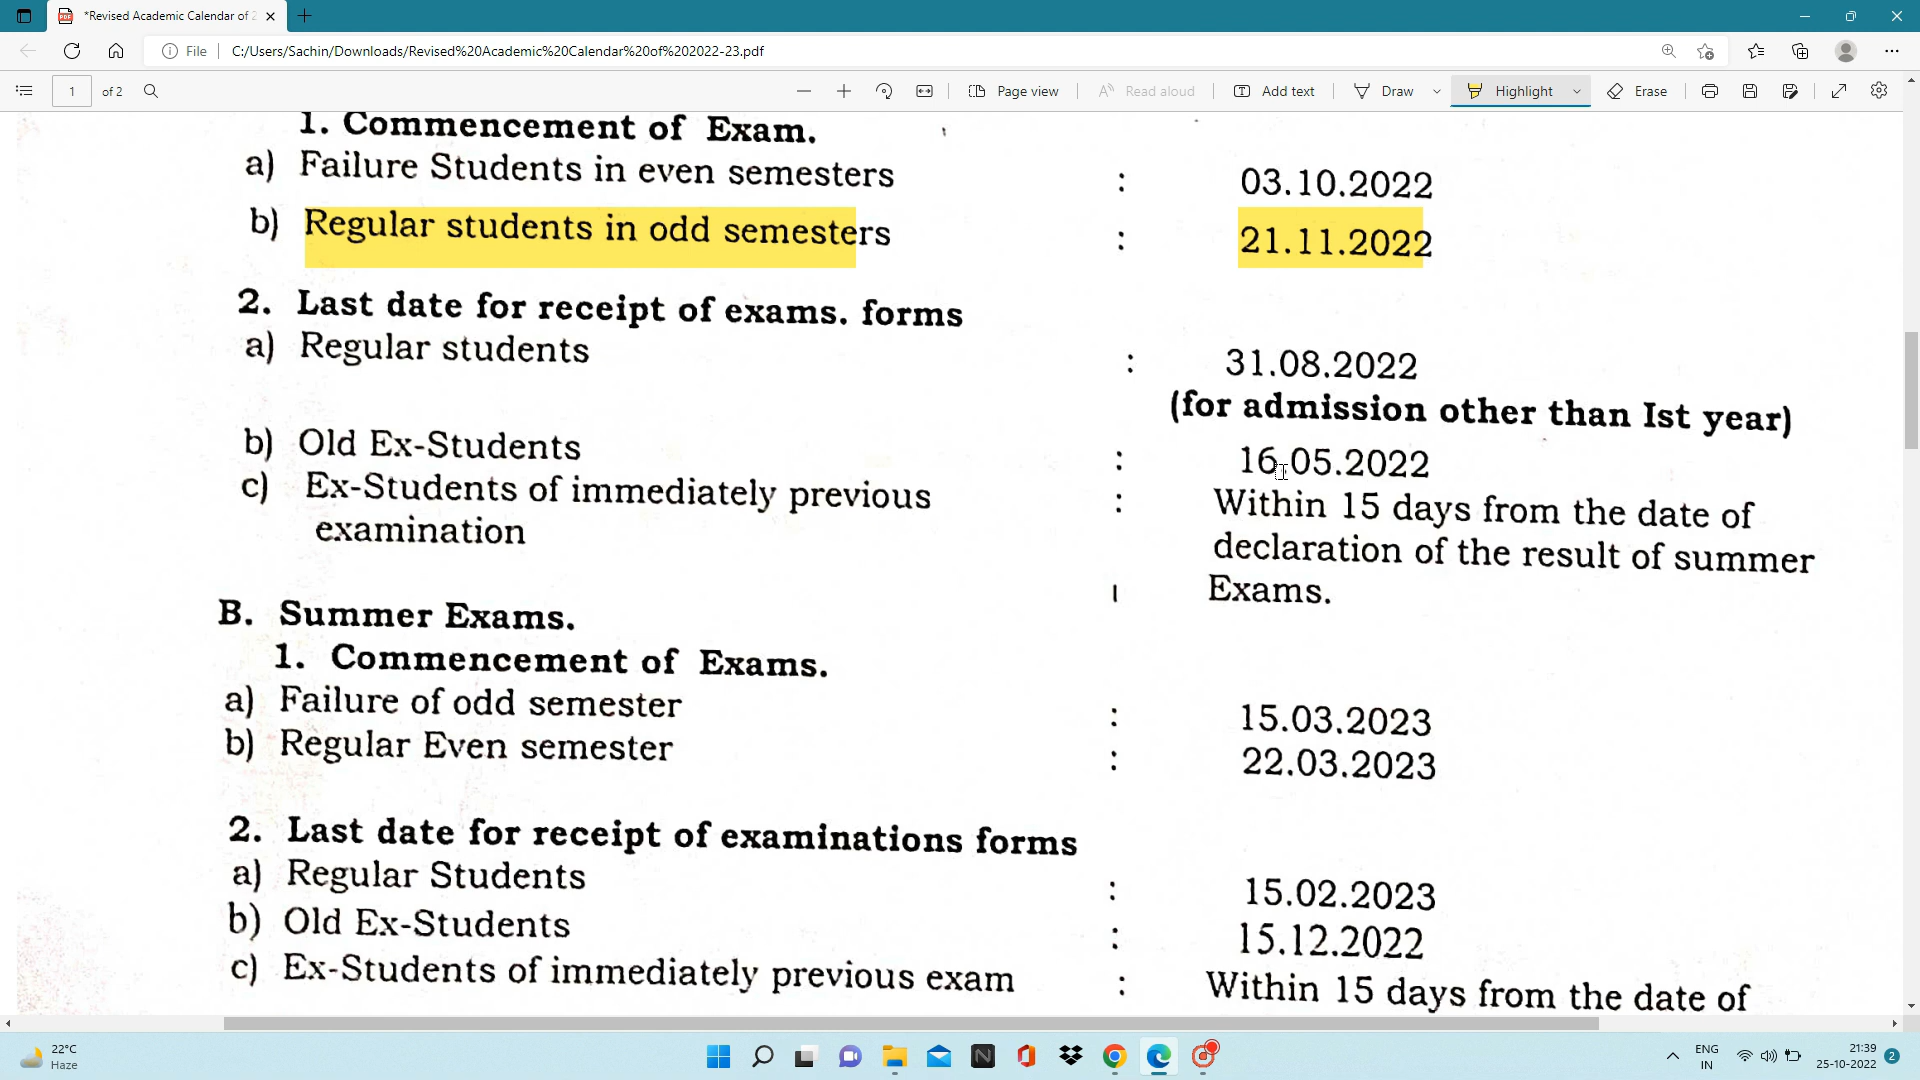 *Revised Academic Calendar of 2
File
C:/Users/Sachin/Downloads/Revised%20Academic%20Calendar%20of%202022-23.pdf
1 of 2
Page view
Read aloud
Add text
Draw
Highlight
Erase
1. Commencement of Exam.
a) Failure Students in even semesters : 03.10.2022
b) Regular students in odd semesters : 21.11.2022
2. Last date for receipt of exams. forms
a) Regular students : 31.08.2022
(for admission other than Ist year)
b) Old Ex-Students : 16.05.2022
c) Ex-Students of immediately previous : Within 15 days from the date of
examination declaration of the result of summer
Exams.
B. Summer Exams.
1. Commencement of Exams.
a) Failure of odd semester : 15.03.2023
b) Regular Even semester : 22.03.2023
2. Last date for receipt of examinations forms
a) Regular Students : 15.02.2023
b) Old Ex-Students : 15.12.2022
c) Ex-Students of immediately previous exam : Within 15 days from the date of
22°C
Haze
ENG
IN
21:39
25-10-2022
2